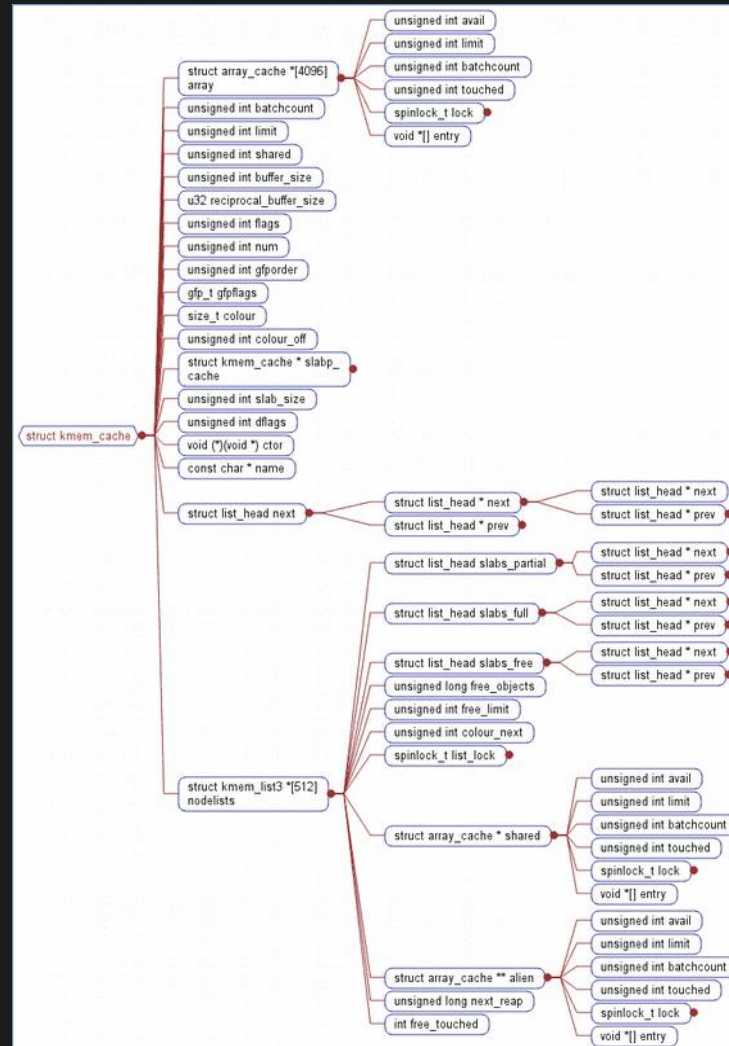 unsigned int avail
unsigned int limit
unsigned int batchcount
unsigned int touched
spinlock_t lock
void *[] entry
struct array_cache *[4096]
array
unsigned int batchcount
unsigned int limit
unsigned int shared
unsigned int buffer_size
u32 reciprocal_buffer_size
unsigned int flags
unsigned int num
unsigned int gfporder
gfp_t gfpflags
size_t colour
unsigned int colour_off
struct kmem_cache * slabp_
cache
unsigned int slab_size
unsigned int dflags
struct kmem_cache
void (*)(void *) ctor
const char * name
struct list_head next
struct list_head * next
struct list_head * prev
struct list_head * next
struct list_head * prev
struct list_head slabs_partial
struct list_head * next
struct list_head * prev
struct list_head slabs_full
struct list_head * next
struct list_head * prev
struct list_head slabs_free
struct list_head * next
struct list_head * prev
unsigned long free_objects
unsigned int free_limit
unsigned int colour_next
spinlock_t list_lock
struct kmem_list3 *[512]
nodelists
struct array_cache * shared
unsigned int avail
unsigned int limit
unsigned int batchcount
unsigned int touched
spinlock_t lock
void *[] entry
struct array_cache ** alien
unsigned int avail
unsigned int limit
unsigned int batchcount
unsigned int touched
spinlock_t lock
void *[] entry
unsigned long next_reap
int free_touched